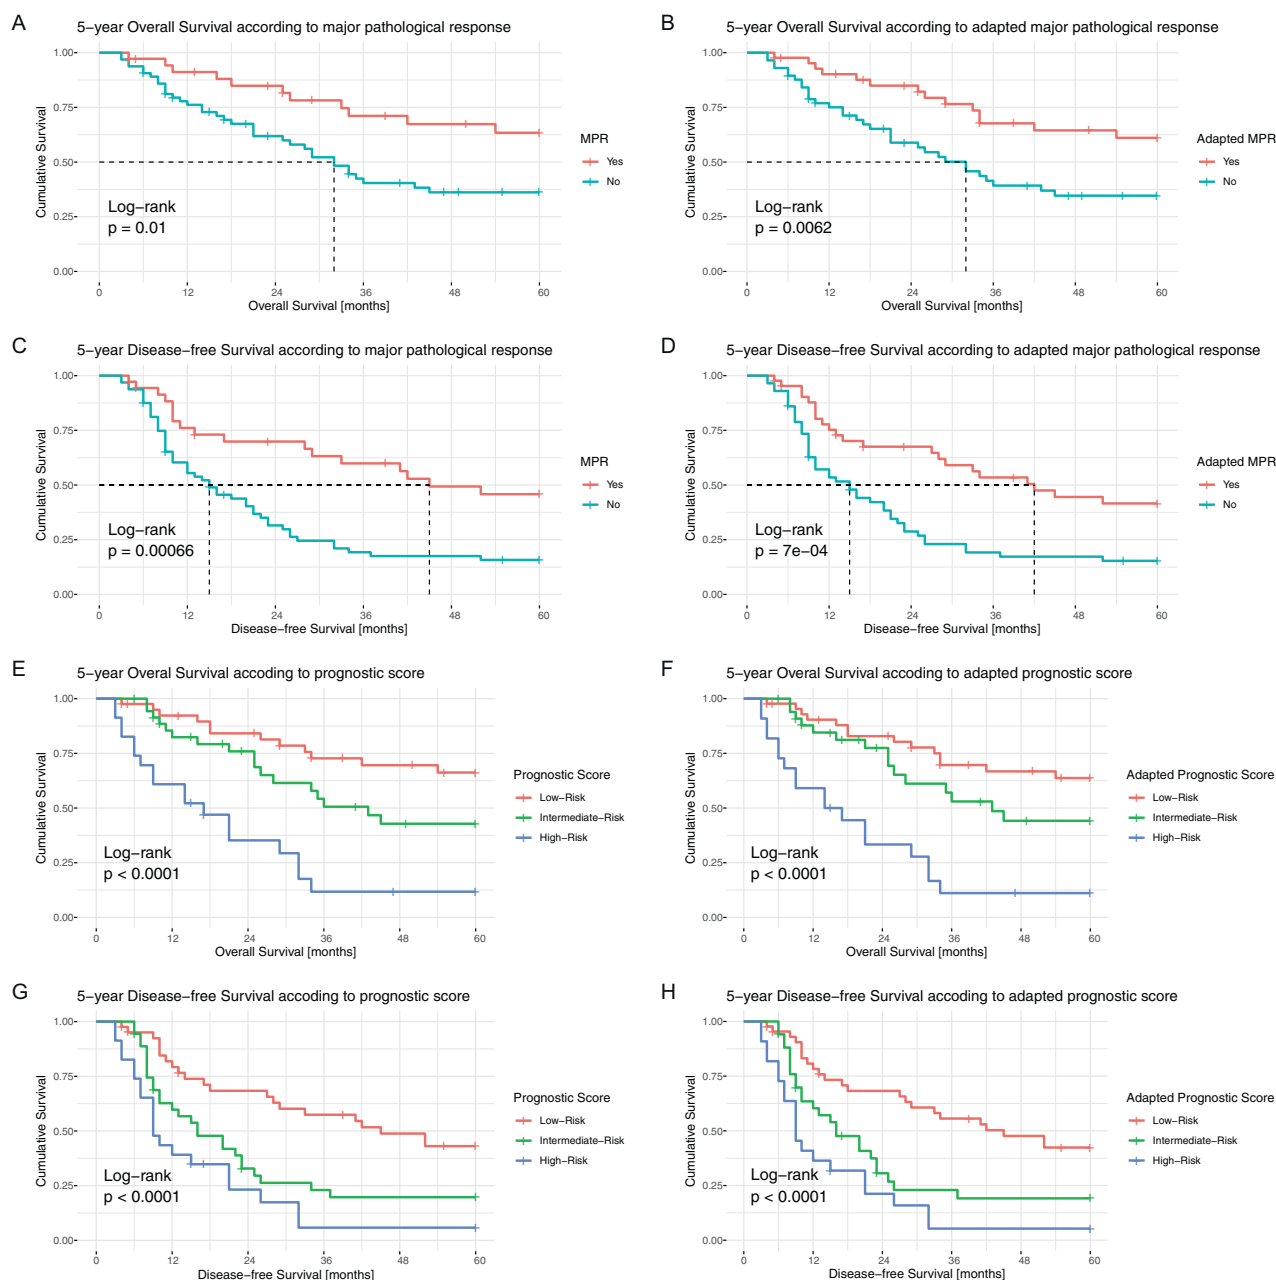 A
5-year Overall Survival according to major pathological response
1.00
0.75
0.50
0.25
0.00
Cumulative Survival
Log-rank
p = 0.01
0 12 24 36 48 60
Overall Survival [months]
MPR
Yes
No
B
5-year Overall Survival according to adapted major pathological response
1.00
0.75
0.50
0.25
0.00
Cumulative Survival
Log-rank
p = 0.0062
0 12 24 36 48 60
Overall Survival [months]
Adapted MPR
Yes
No
C
5-year Disease-free Survival according to major pathological response
1.00
0.75
0.50
0.25
0.00
Cumulative Survival
Log-rank
p = 0.00066
0 12 24 36 48 60
Disease-free Survival [months]
MPR
Yes
No
D
5-year Disease-free Survival according to adapted major pathological response
1.00
0.75
0.50
0.25
0.00
Cumulative Survival
Log-rank
p = 7e-04
0 12 24 36 48 60
Disease-free Survival [months]
Adapted MPR
Yes
No
E
5-year Overal Survival accoding to prognostic score
1.00
0.75
0.50
0.25
0.00
Cumulative Survival
Log-rank
p < 0.0001
0 12 24 36 48 60
Overall Survival [months]
Prognostic Score
Low-Risk
Intermediate-Risk
High-Risk
F
5-year Overal Survival accoding to adapted prognostic score
1.00
0.75
0.50
0.25
0.00
Cumulative Survival
Log-rank
p < 0.0001
0 12 24 36 48 60
Overall Survival [months]
Adapted Prognostic Score
Low-Risk
Intermediate-Risk
High-Risk
G
5-year Disease-free Survival accoding to prognostic score
1.00
0.75
0.50
0.25
0.00
Cumulative Survival
Log-rank
p < 0.0001
0 12 24 36 48 60
Disease-free Survival [months]
Prognostic Score
Low-Risk
Intermediate-Risk
High-Risk
H
5-year Disease-free Survival accoding to adapted prognostic score
1.00
0.75
0.50
0.25
0.00
Cumulative Survival
Log-rank
p < 0.0001
0 12 24 36 48 60
Disease-free Survival [months]
Adapted Prognostic Score
Low-Risk
Intermediate-Risk
High-Risk